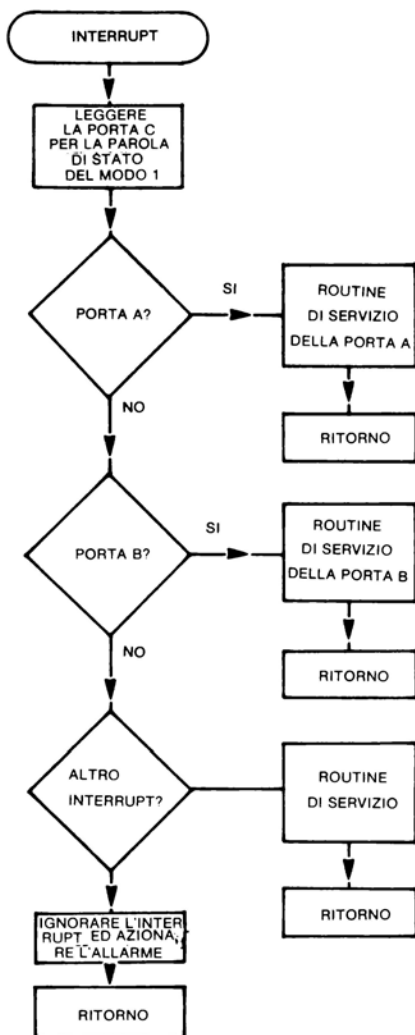 INTERRUPT
LEGGERE
LA PORTA C
PER LA PAROLA
DI STATO
DEL MODO 1
PORTA A?
SI
ROUTINE
DI SERVIZIO
DELLA PORTA A
RITORNO
NO
PORTA B?
SI
ROUTINE
DI SERVIZIO
DELLA PORTA B
RITORNO
NO
ALTRO
INTERRUPT?
ROUTINE
DI SERVIZIO
RITORNO
IGNORARE L'INTER
RUPT ED AZIONA
RE L'ALLARME
RITORNO